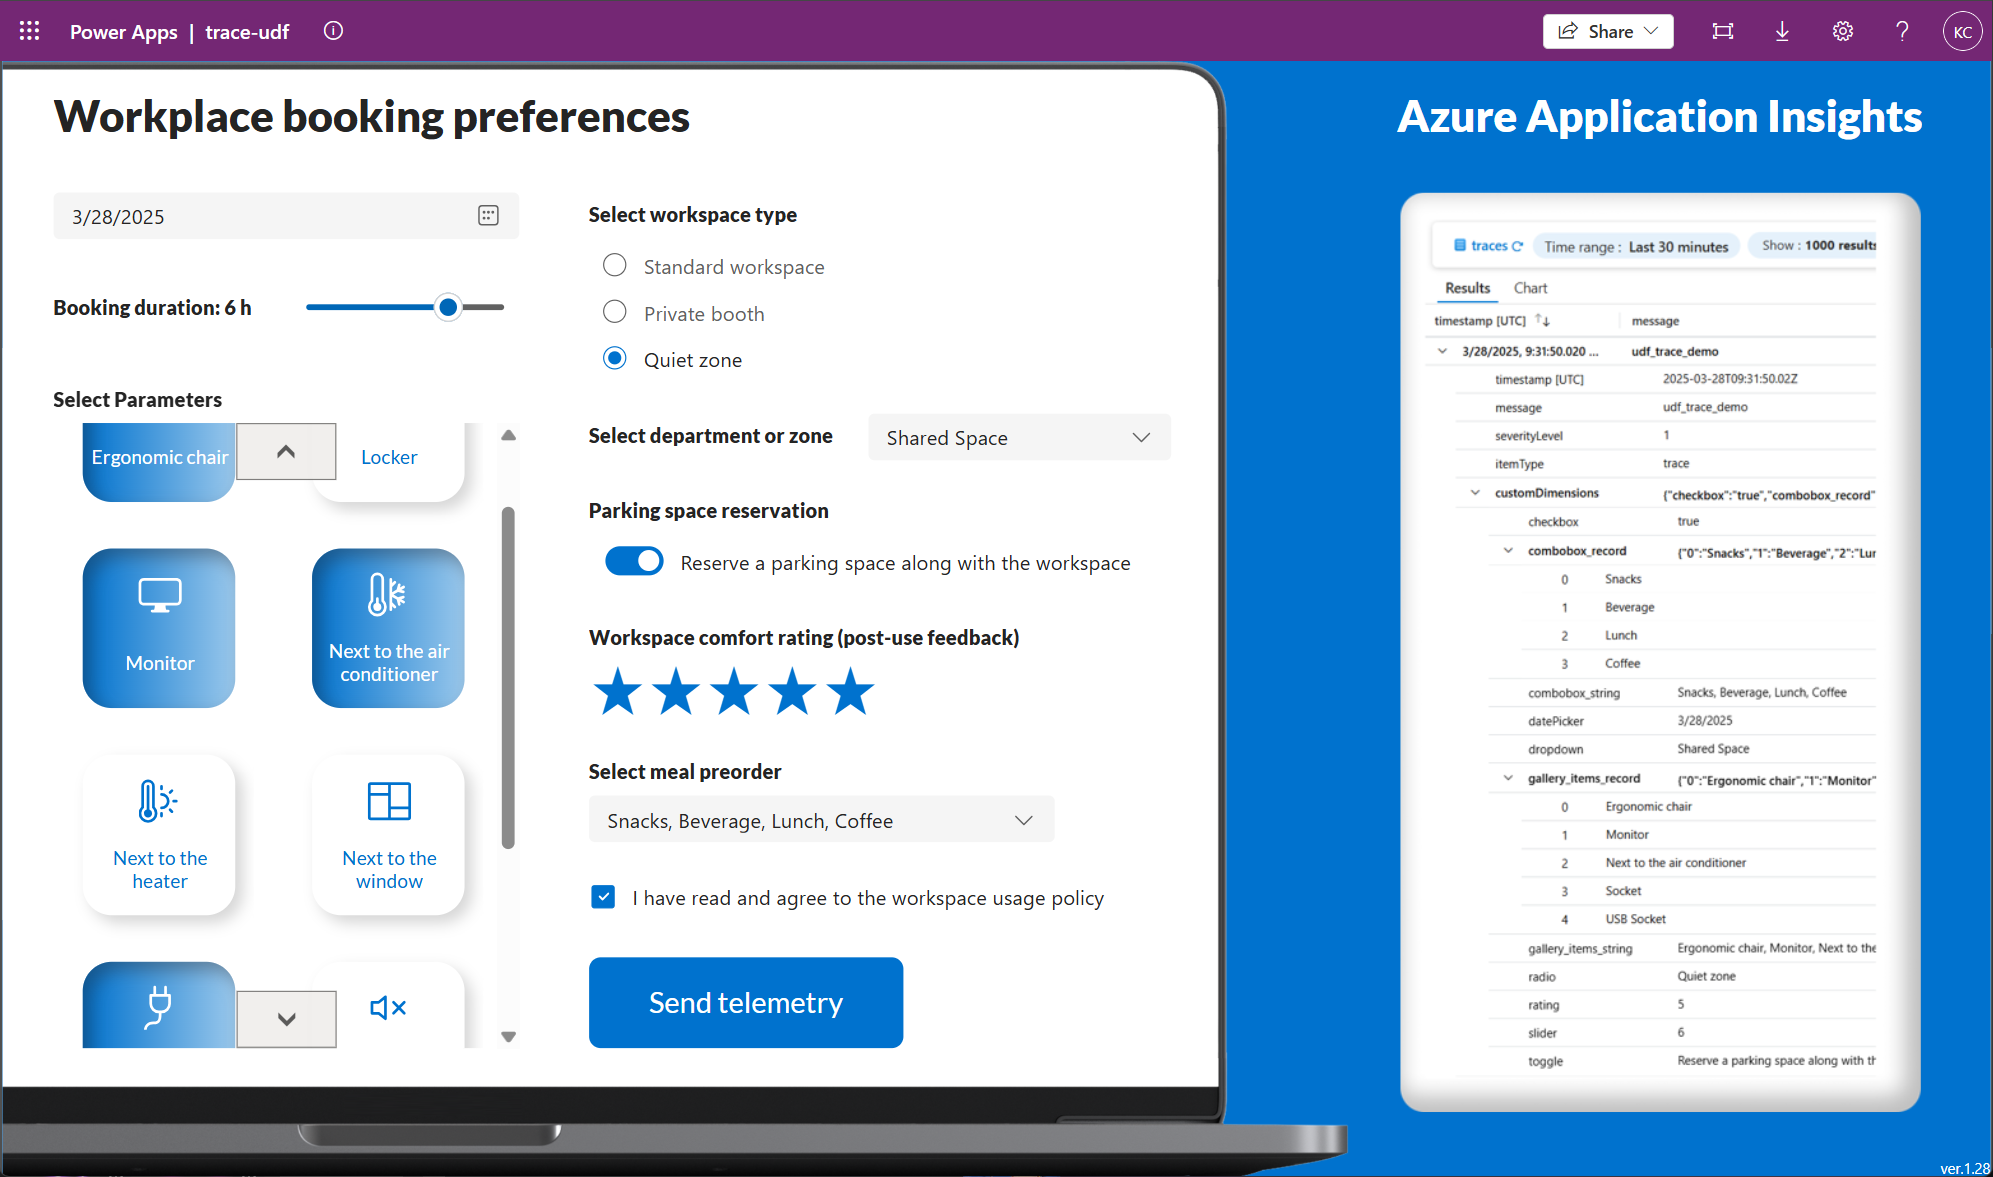 Power Apps | trace-udf
Share
KC
Workplace booking preferences
3/28/2025
Booking duration: 6 h
Select Parameters
Ergonomic chair
Locker
Monitor
Next to the air
conditioner
Next to the
heater
Next to the
window
Select workspace type
Standard workspace
Private booth
Quiet zone
Select department or zone
Shared Space
Parking space reservation
Reserve a parking space along with the workspace
Workspace comfort rating (post-use feedback)
Select meal preorder
Snacks, Beverage, Lunch, Coffee
I have read and agree to the workspace usage policy
Send telemetry
Azure Application Insights
traces Time range : Last 30 minutes Show : 1000 results
Results Chart
timestamp [UTC] message
3/28/2025, 9:31:50.020 ... udf_trace_demo
timestamp [UTC] 2025-03-28T09:31:50.02Z
message udf_trace_demo
severityLevel 1
itemType trace
customDimensions {"checkbox":"true","combobox_record"
checkbox true
combobox_record {"0":"Snacks","1":"Beverage","2":"Lur
0 Snacks
1 Beverage
2 Lunch
3 Coffee
combobox_string Snacks, Beverage, Lunch, Coffee
datePicker 3/28/2025
dropdown Shared Space
gallery_items_record {"0":"Ergonomic chair","1":"Monitor"
0 Ergonomic chair
1 Monitor
2 Next to the air conditioner
3 Socket
4 USB Socket
gallery_items_string Ergonomic chair, Monitor, Next to the
radio Quiet zone
rating 5
slider 6
toggle Reserve a parking space along with th
ver.1.28